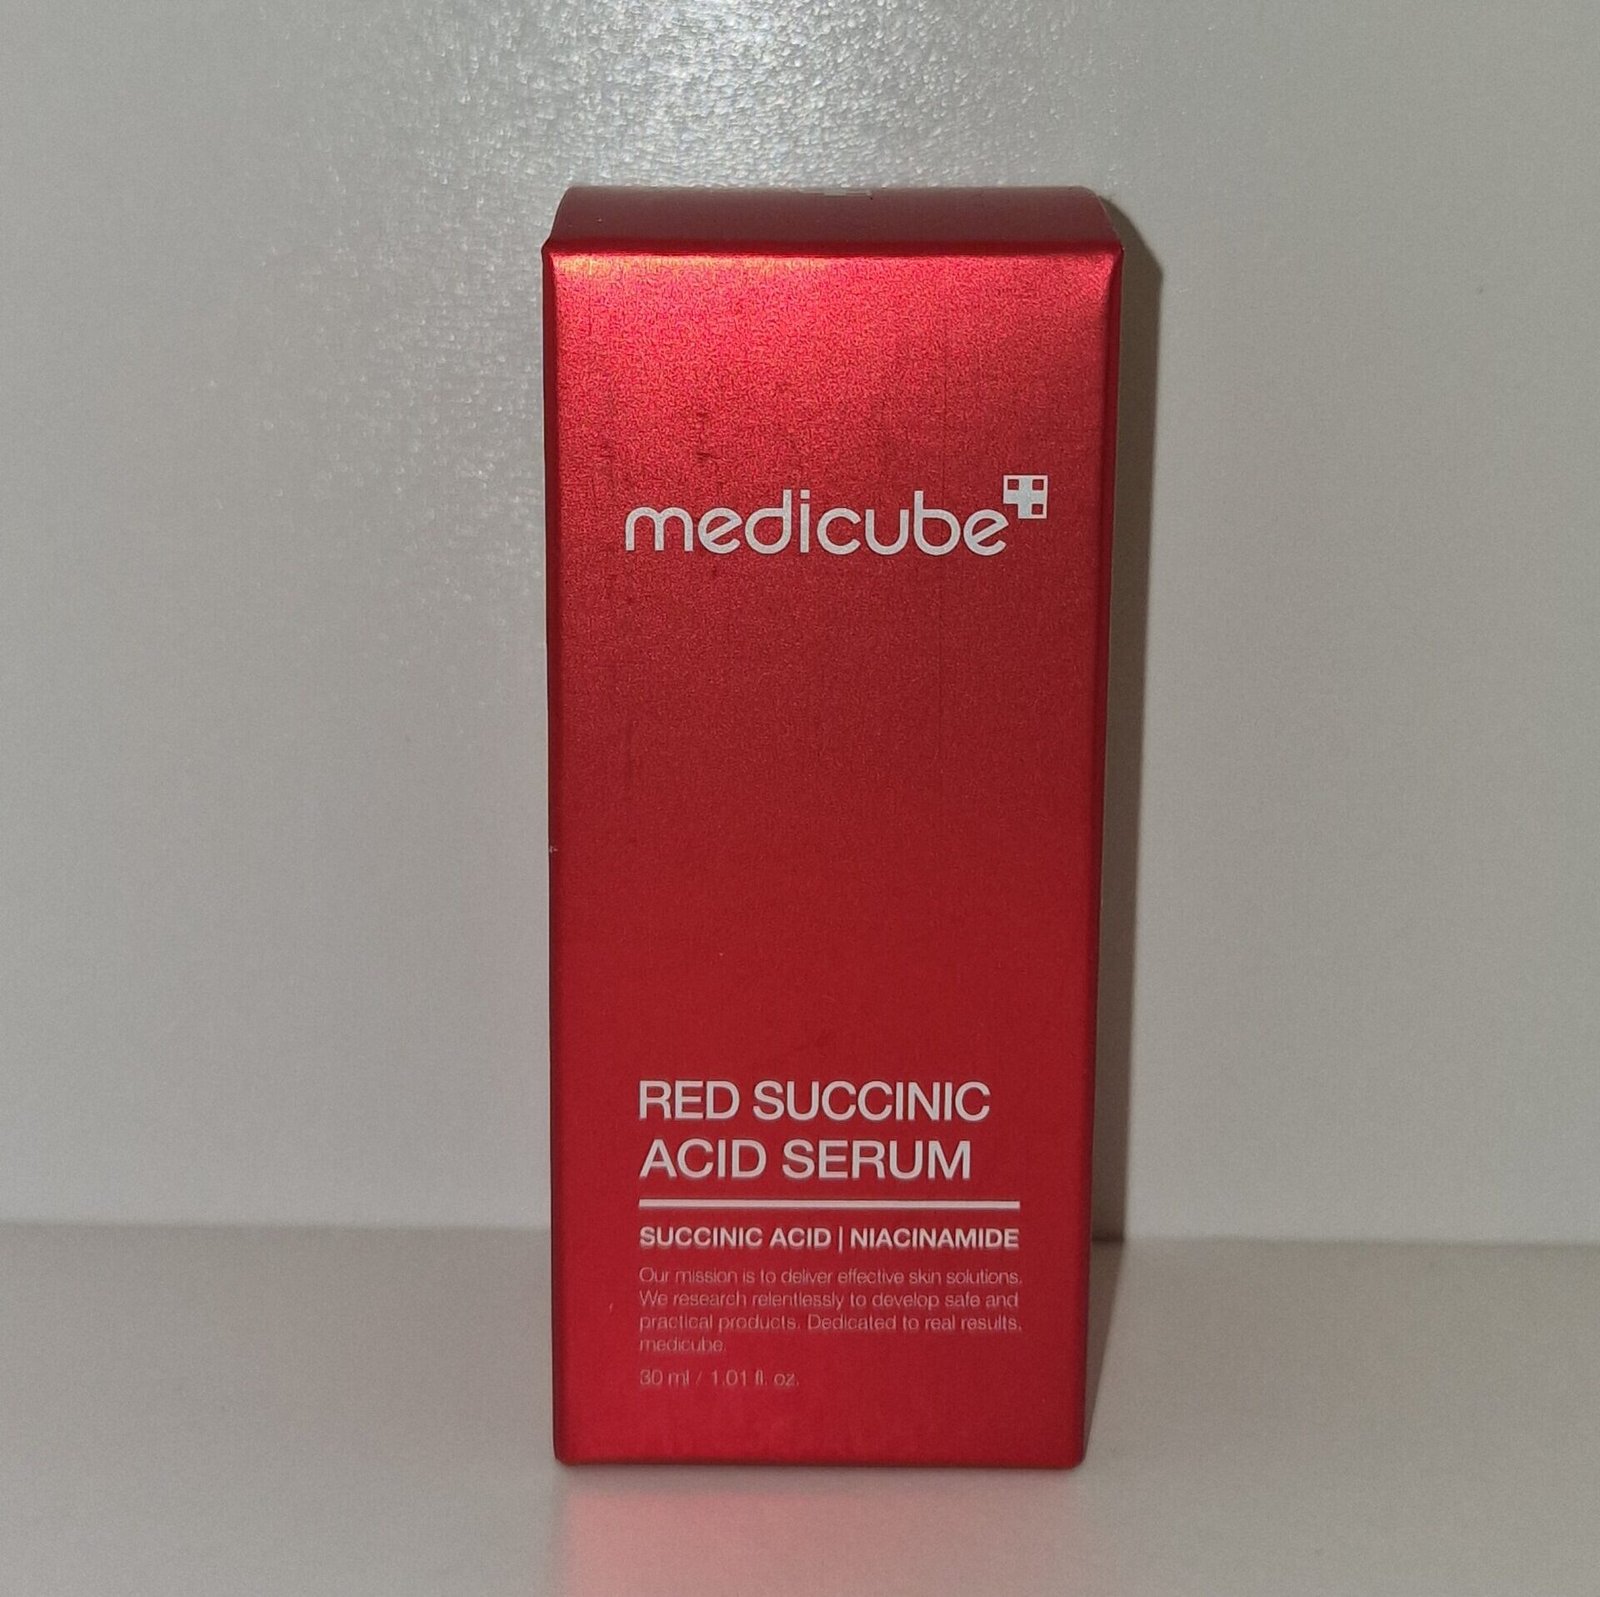 medicube
RED SUCCINIC
ACID SERUM
SUCCINIC ACID | NIACINAMIDE
Our mission is to deliver effective skin solutions.
We research relentlessly to develop safe and
practical products. Dedicated to real results.
medicube.
30 ml / 1.01 fl. oz.